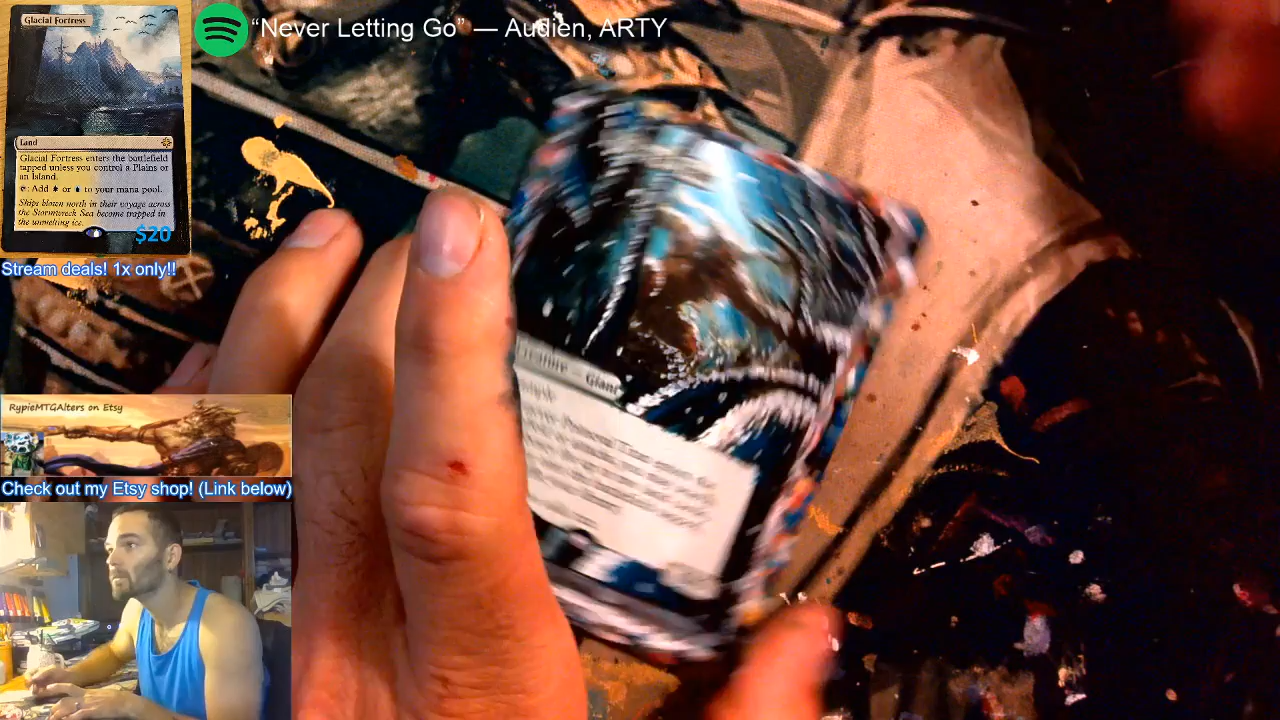 Glacial Fortress
Land
Glacial Fortress enters the battlefield
tapped unless you control a Plains or
an Island.
: Add or to your mana pool.
Ships blown north in their voyage across
the Stormwreck Sea become trapped in
the unmelting ice.
$20
Stream deals! 1x only!!
“Never Letting Go” — Audien, ARTY
Creature — Giant
RypieMTGAlters on Etsy
Check out my Etsy shop! (Link below)